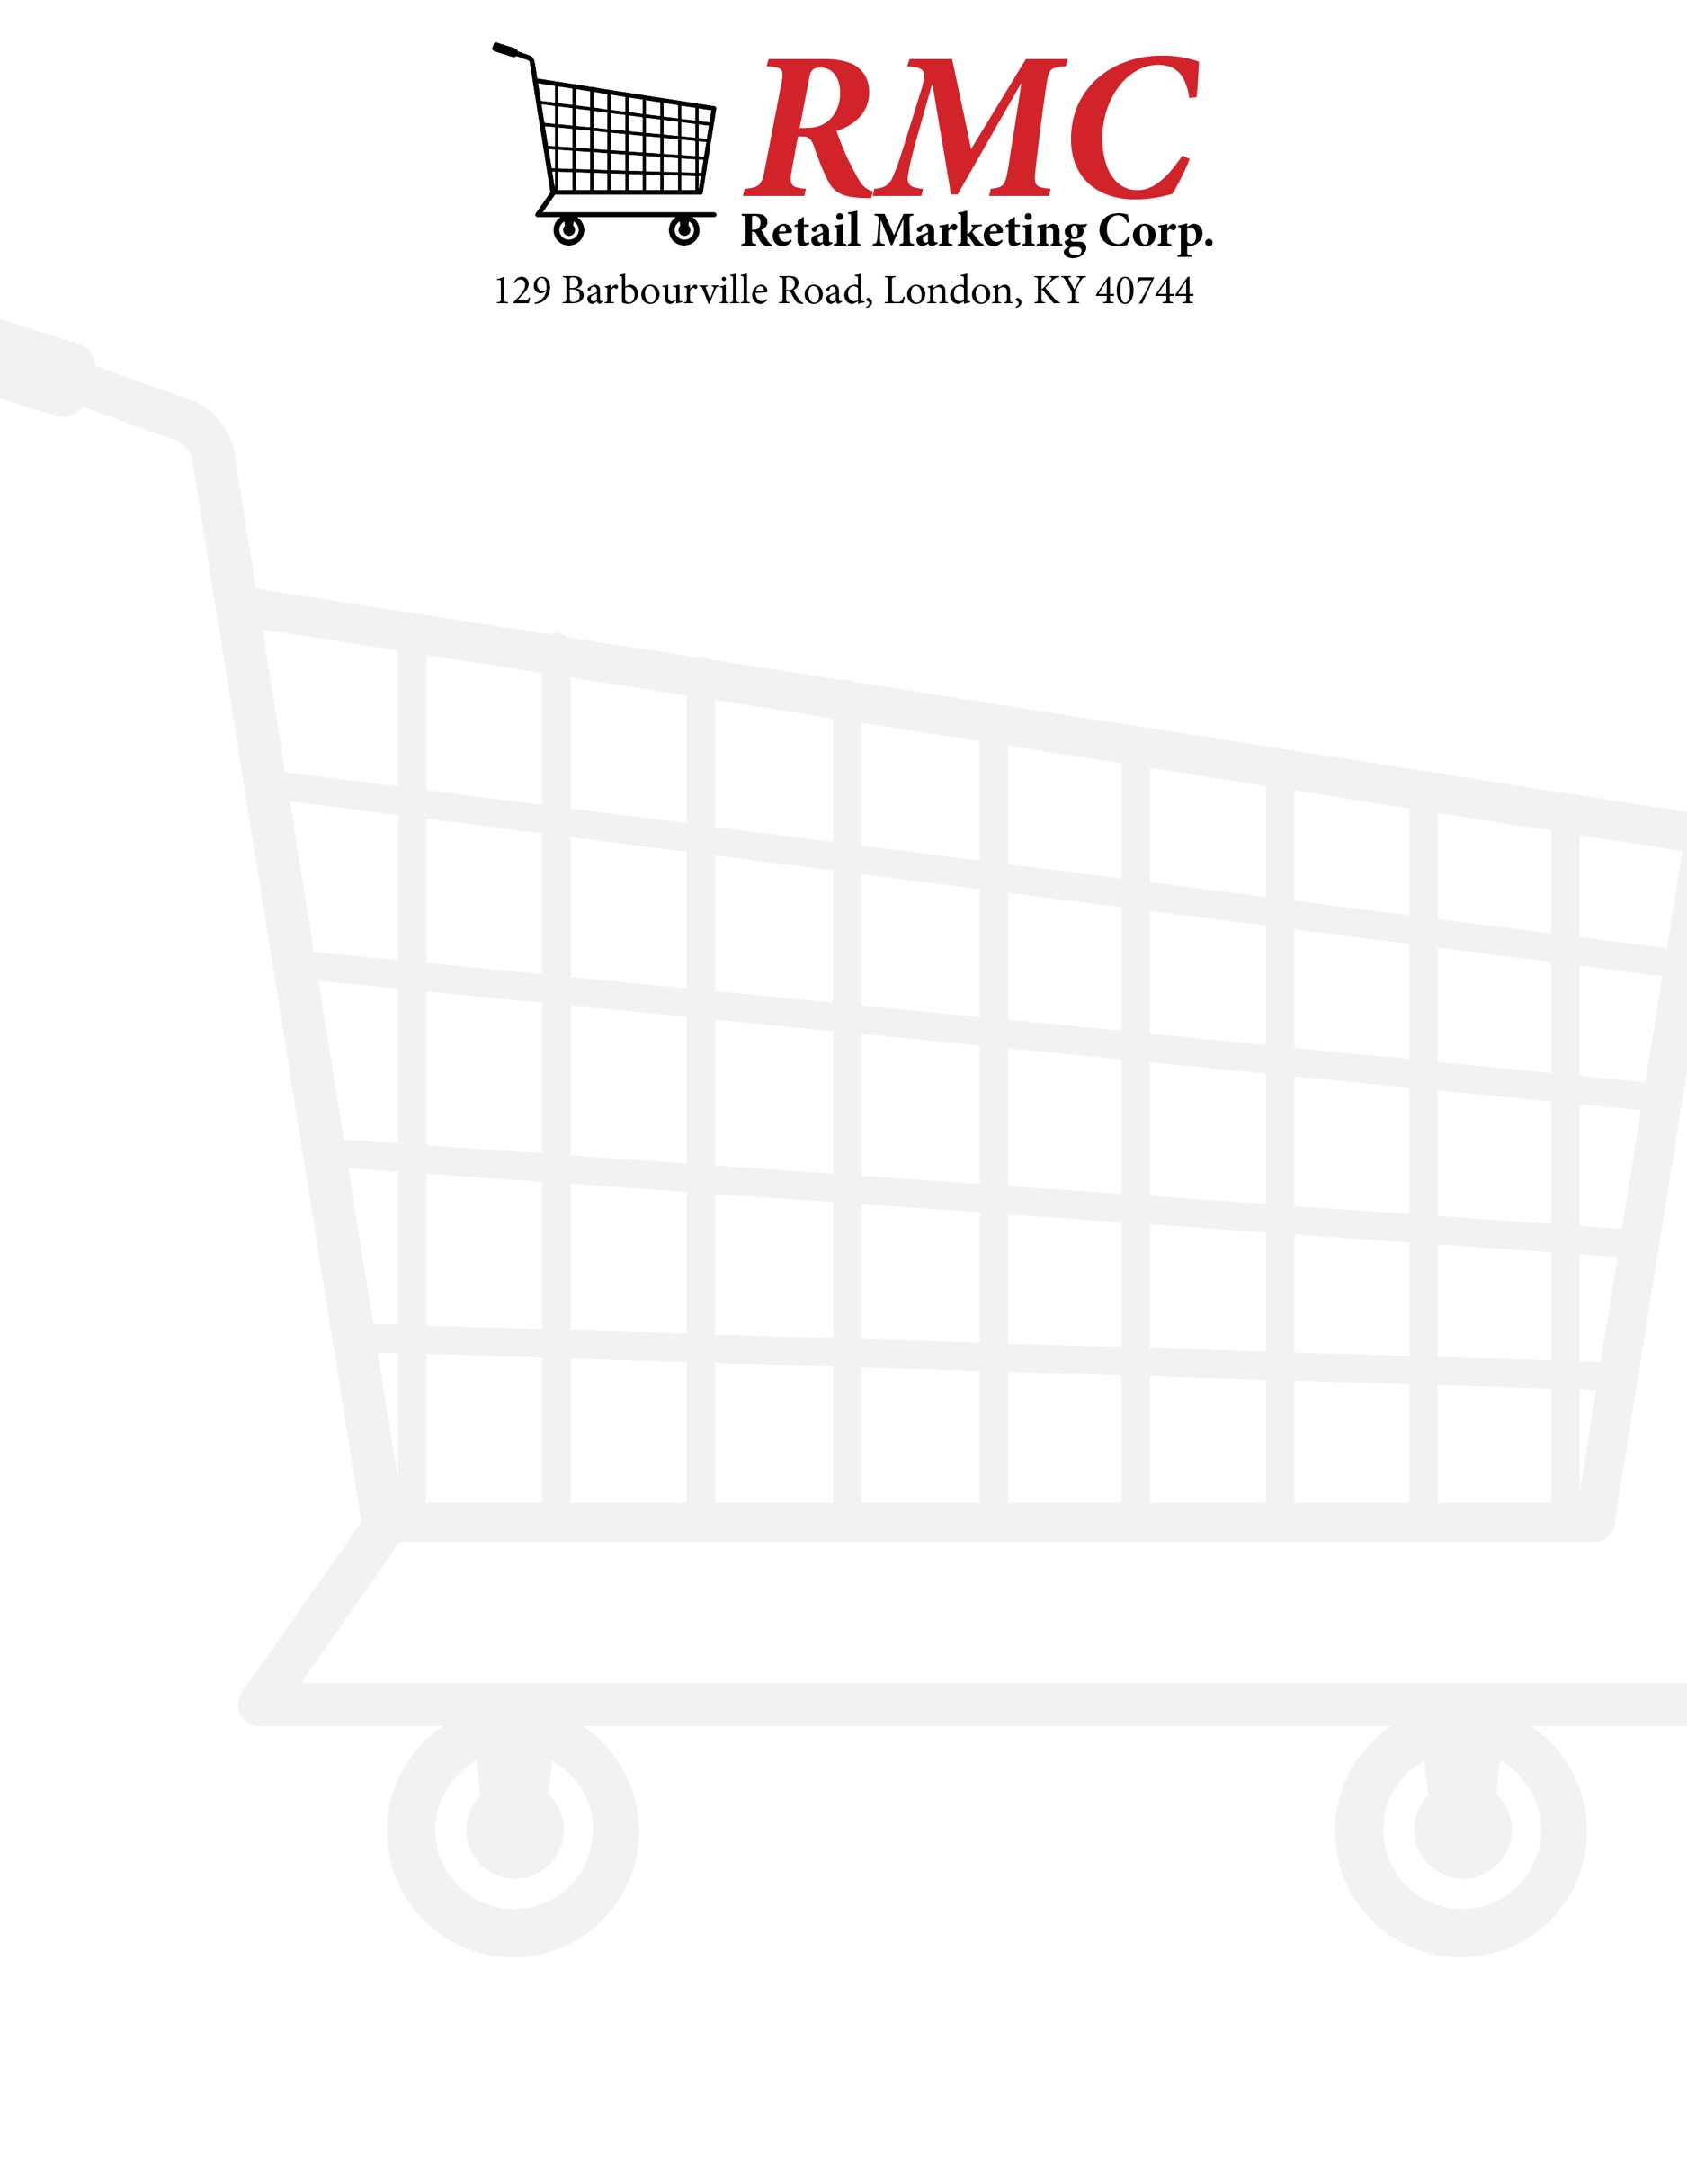 RMC
Retail Marketing Corp.
129 Barbourville Road, London, KY 40744